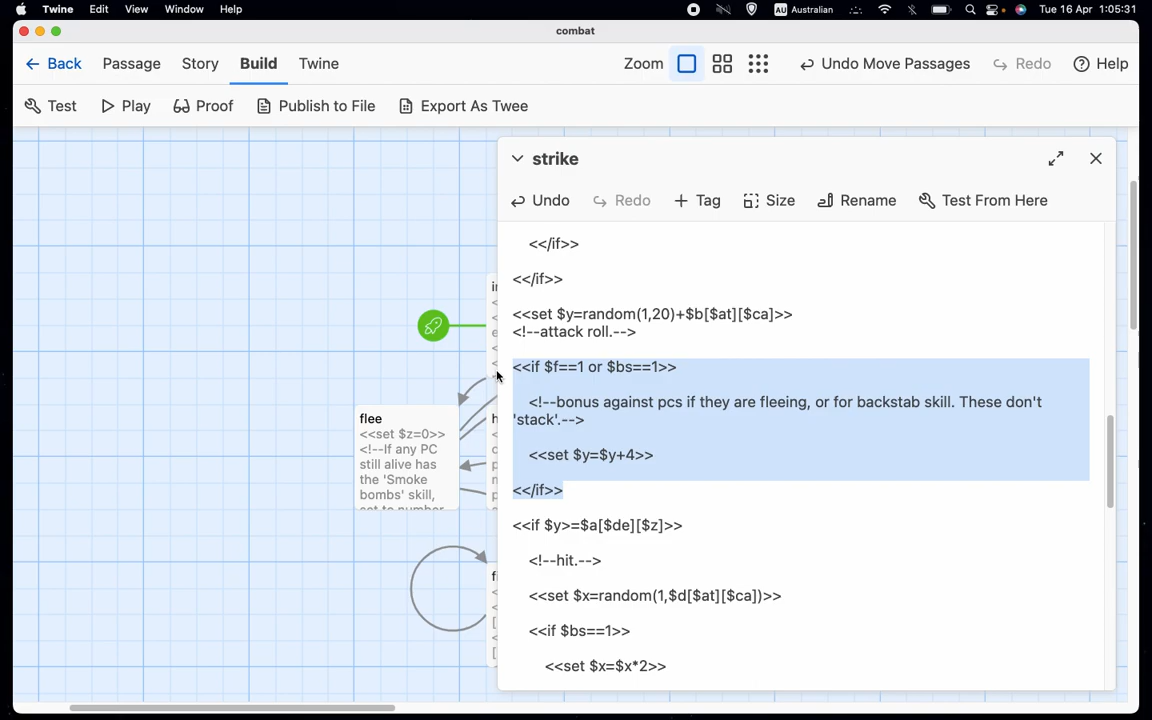 Twine Edit View Window Help AU Australian Tue 16 Apr 1:05:31
combat
Back Passage Story Build Twine Zoom Undo Move Passages Redo Help
Test Play Proof Publish to File Export As Twee
strike
Undo Redo Tag Size Rename Test From Here
<</if>>
<</if>>
<<set $y=random(1,20)+$b[$at][$ca]>>
<!--attack roll.-->
<<if $f==1 or $bs==1>>
<!--bonus against pcs if they are fleeing, or for backstab skill. These don't
'stack'.-->
<<set $y=$y+4>>
<</if>>
<<if $y>=$a[$de][$z]>>
<!--hit.-->
<<set $x=random(1,$d[$at][$ca])>>
<<if $bs==1>>
<<set $x=$x*2>>
flee
<<set $z=0>>
<!--If any PC
still alive has
the 'Smoke
bombs' skill,
set to number